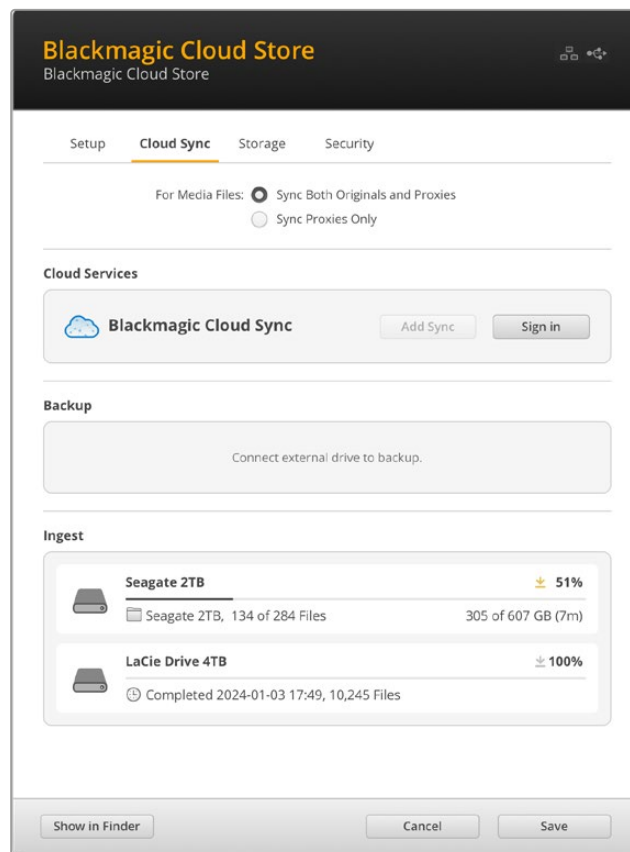 Blackmagic Cloud Store
Blackmagic Cloud Store
Setup Cloud Sync Storage Security
For Media Files: Sync Both Originals and Proxies
Sync Proxies Only
Cloud Services
Blackmagic Cloud Sync Add Sync Sign in
Backup
Connect external drive to backup.
Ingest
Seagate 2TB 51%
Seagate 2TB, 134 of 284 Files 305 of 607 GB (7m)
LaCie Drive 4TB 100%
Completed 2024-01-03 17:49, 10,245 Files
Show in Finder Cancel Save